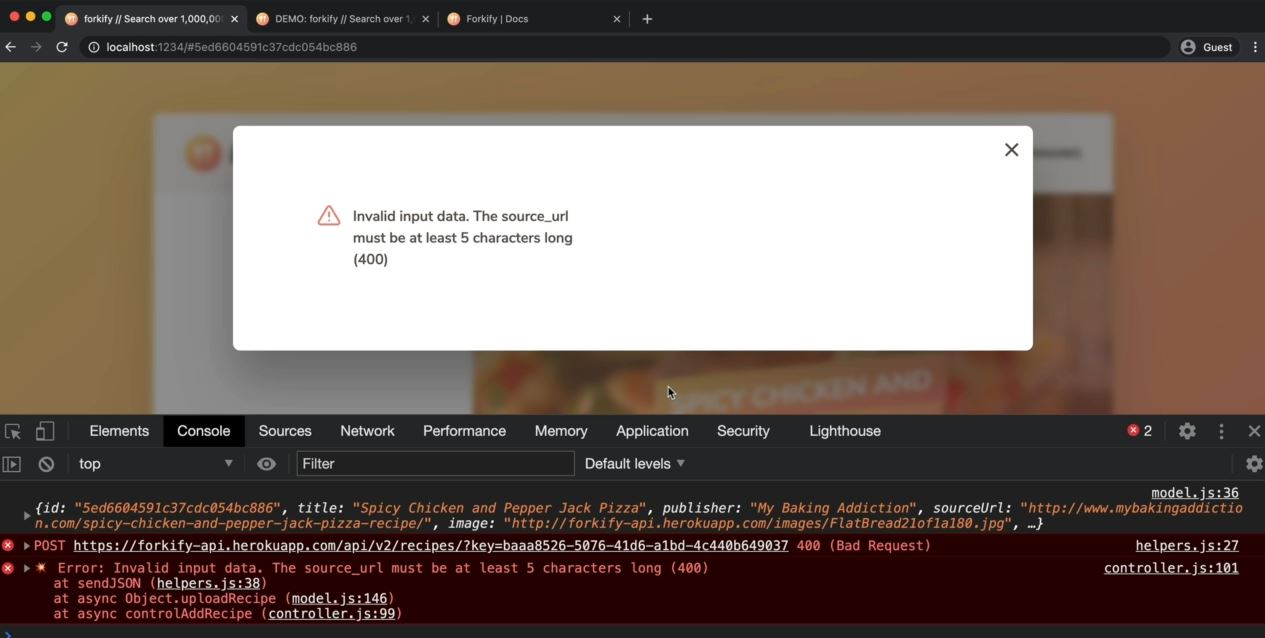 forkify // Search over 1,000,00
DEMO: forkify // Search over 1,
Forkify | Docs
localhost:1234/#5ed6604591c37cdc054bc886
Guest
Invalid input data. The source_url
must be at least 5 characters long
(400)
SPICY CHICKEN AND
Elements Console Sources Network Performance Memory Application Security Lighthouse 2
top Filter Default levels
model.js:36
{id: "5ed6604591c37cdc054bc886", title: "Spicy Chicken and Pepper Jack Pizza", publisher: "My Baking Addiction", sourceUrl: "http://www.mybakingaddictio
n.com/spicy-chicken-and-pepper-jack-pizza-recipe/", image: "http://forkify-api.herokuapp.com/images/FlatBread21of1a180.jpg", …}
POST https://forkify-api.herokuapp.com/api/v2/recipes/?key=baaa8526-5076-41d6-a1bd-4c440b649037 400 (Bad Request) helpers.js:27
Error: Invalid input data. The source_url must be at least 5 characters long (400) controller.js:101
at sendJSON (helpers.js:38)
at async Object.uploadRecipe (model.js:146)
at async controlAddRecipe (controller.js:99)